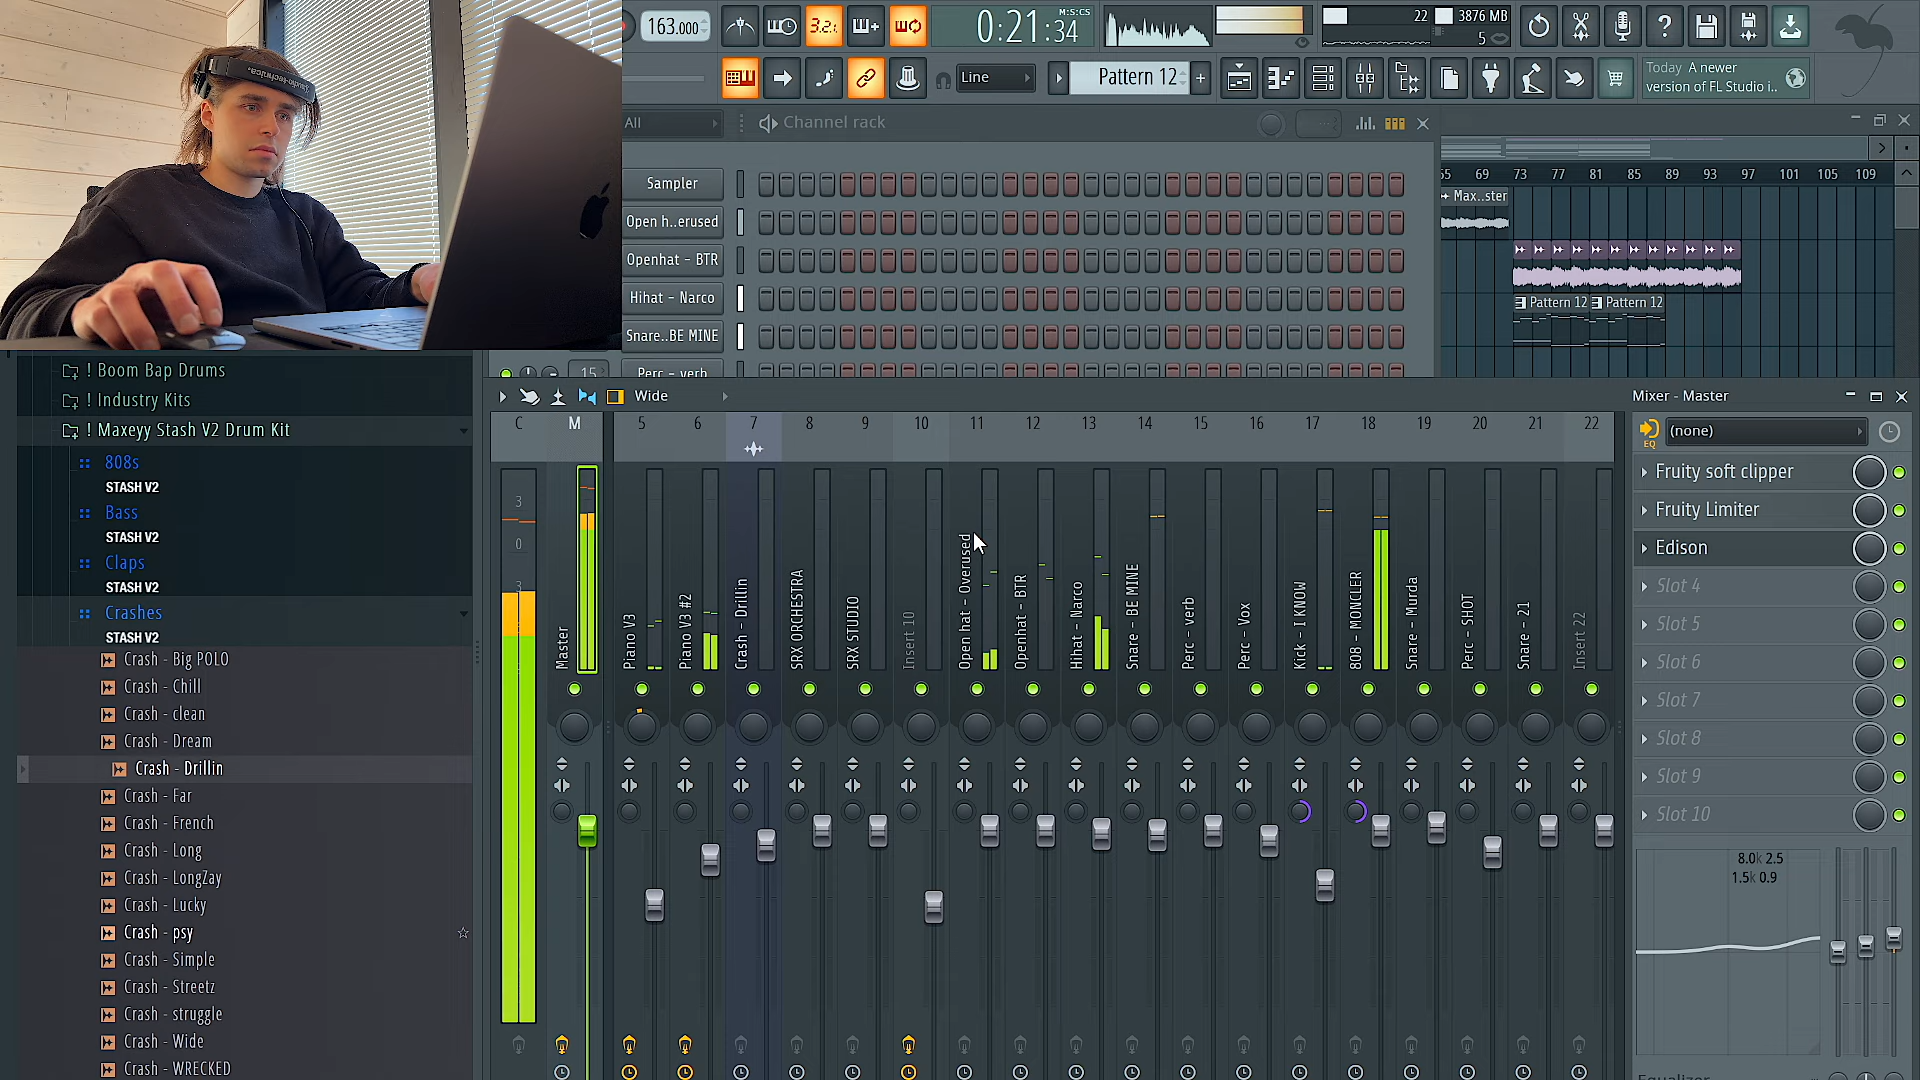 163.000
3.2.
0:21:34
M:S:CS
22
3876 MB
5
Line
Pattern 12
Today A newer
version of FL Studio i..
audio-technica
All
Channel rack
Sampler
Open h..erused
Openhat - BTR
Hihat - Narco
Snare..BE MINE
Perc - verb
15
65 69 73 77 81 85 89 93 97 101 105 109
Max..ster
Pattern 12
Pattern 12
! Boom Bap Drums
! Industry Kits
! Maxeyy Stash V2 Drum Kit
808s
STASH V2
Bass
STASH V2
Claps
STASH V2
Crashes
STASH V2
Crash - Big POLO
Crash - Chill
Crash - clean
Crash - Dream
Crash - Drillin
Crash - Far
Crash - French
Crash - Long
Crash - LongZay
Crash - Lucky
Crash - psy
Crash - Simple
Crash - Streetz
Crash - struggle
Crash - Wide
Crash - WRECKED
Wide
C M 5 6 7 8 9 10 11 12 13 14 15 16 17 18 19 20 21 22
3
0
3
Master
Piano V3
Piano V3 #2
Crash - Drillin
SRX ORCHESTRA
SRX STUDIO
Insert 10
Open hat - Overused
Openhat - BTR
Hihat - Narco
Snare - BE MINE
Perc - verb
Perc - Vox
Kick - I KNOW
808 - MONCLER
Snare - Murda
Perc - SHOT
Snare - 21
Insert 22
Mixer - Master
EQ
(none)
Fruity soft clipper
Fruity Limiter
Edison
Slot 4
Slot 5
Slot 6
Slot 7
Slot 8
Slot 9
Slot 10
8.0k 2.5
1.5k 0.9
Equalizer